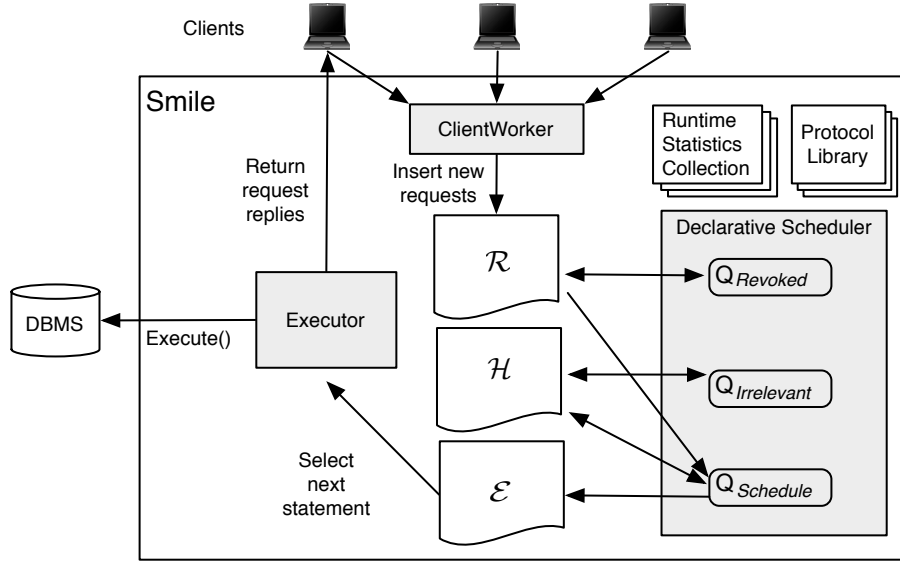 Clients
Smile
ClientWorker
Runtime
Statistics
Collection
Protocol
Library
Return
request
replies
Insert new
requests
Declarative Scheduler
R
Q Revoked
DBMS
Execute()
Executor
H
Q Irrelevant
Select
next
statement
E
Q Schedule